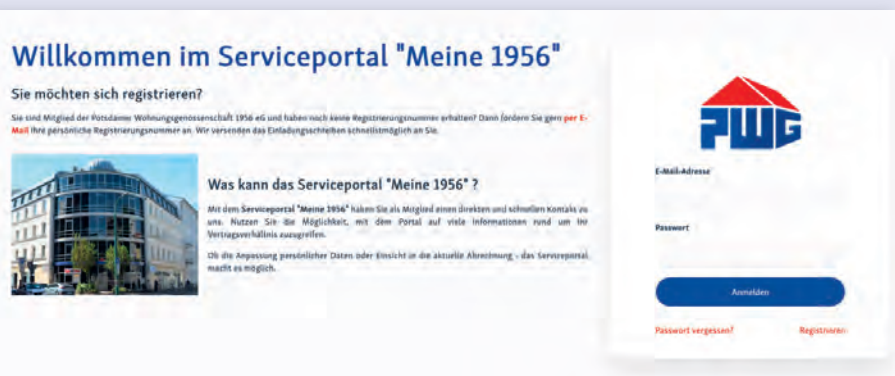 Willkommen im Serviceportal "Meine 1956"
Sie möchten sich registrieren?
Sie sind Mitglied der Potsdamer Wohnungsgenossenschaft 1956 eG und haben noch keine Registrierungsnummer erhalten? Dann fordern Sie gern per E-
Mail Ihre persönliche Registrierungsnummer an. Wir versenden das Einladungsschreiben schnellstmöglich an Sie.
Was kann das Serviceportal "Meine 1956" ?
Mit dem Serviceportal "Meine 1956" haben Sie als Mitglied einen direkten und schnellen Kontakt zu
uns. Nutzen Sie die Möglichkeit, mit dem Portal auf viele Informationen rund um Ihr
Vertragsverhältnis zuzugreifen.
Ob die Anpassung persönlicher Daten oder Einsicht in die aktuelle Abrechnung - das Serviceportal
macht es möglich.
PWG
E-Mail-Adresse
Passwort
Anmelden
Passwort vergessen? Registrieren